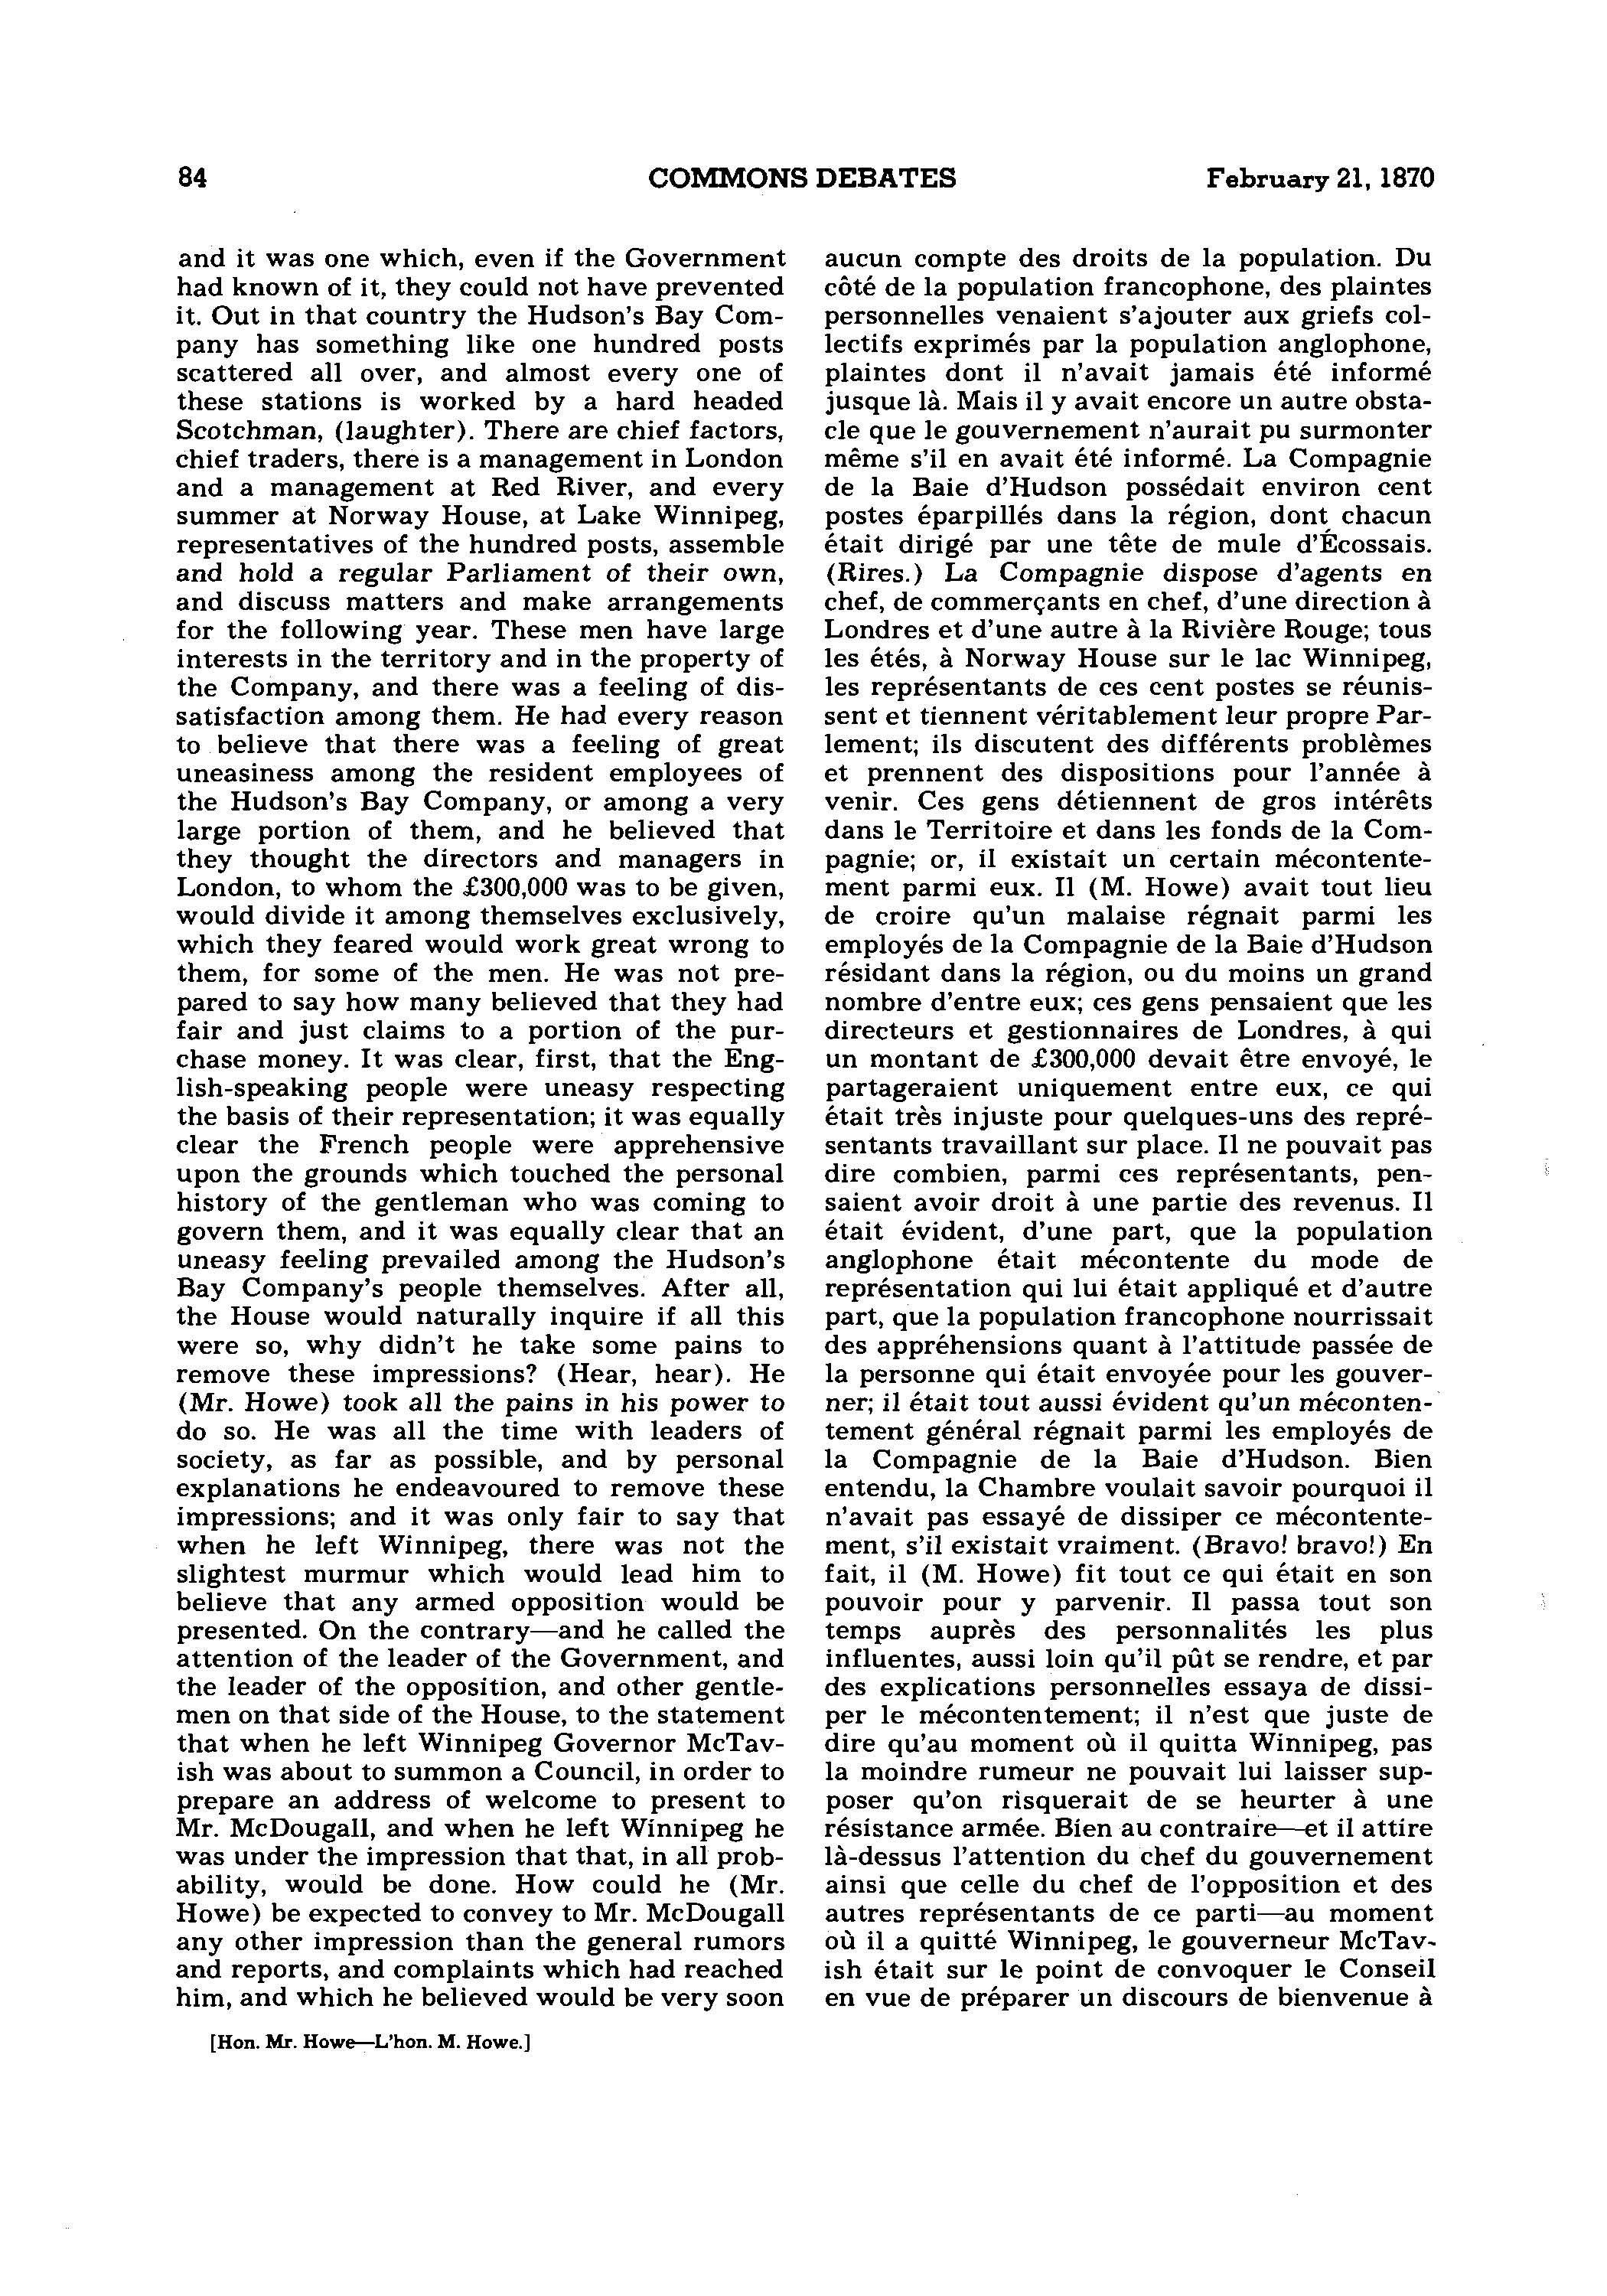 84 COMMONS DEBATES February 21, 1870
and it was one which, even if the Government
had known of it, they could not have prevented
it. Out in that country the Hudson's Bay Com-
pany has something like one hundred posts
scattered all over, and almost every one of
these stations is worked by a hard headed
Scotchman, (laughter). There are chief factors,
chief traders, there is a management in London
and a management at Red River, and every
summer at Norway House, at Lake Winnipeg,
representatives of the hundred posts, assemble
and hold a regular Parliament of their own,
and discuss matters and make arrangements
for the following year. These men have large
interests in the territory and in the property of
the Company, and there was a feeling of dis-
satisfaction among them. He had every reason
to believe that there was a feeling of great
uneasiness among the resident employees of
the Hudson's Bay Company, or among a very
large portion of them, and he believed that
they thought the directors and managers in
London, to whom the £300,000 was to be given,
would divide it among themselves exclusively,
which they feared would work great wrong to
them, for some of the men. He was not pre-
pared to say how many believed that they had
fair and just claims to a portion of the pur-
chase money. It was clear, first, that the Eng-
lish-speaking people were uneasy respecting
the basis of their representation; it was equally
clear the French people were apprehensive
upon the grounds which touched the personal
history of the gentleman who was coming to
govern them, and it was equally clear that an
uneasy feeling prevailed among the Hudson's
Bay Company's people themselves. After all,
the House would naturally inquire if all this
were so, why didn't he take some pains to
remove these impressions? (Hear, hear). He
(Mr. Howe) took all the pains in his power to
do so. He was all the time with leaders of
society, as far as possible, and by personal
explanations he endeavoured to remove these
impressions; and it was only fair to say that
when he left Winnipeg, there was not the
slightest murmur which would lead him to
believe that any armed opposition would be
presented. On the contrary—and he called the
attention of the leader of the Government, and
the leader of the opposition, and other gentle-
men on that side of the House, to the statement
that when he left Winnipeg Governor McTav-
ish was about to summon a Council, in order to
prepare an address of welcome to present to
Mr. McDougall, and when he left Winnipeg he
was under the impression that that, in all prob-
ability, would be done. How could he (Mr.
Howe) be expected to convey to Mr. McDougall
any other impression than the general rumors
and reports, and complaints which had reached
him, and which he believed would be very soon
aucun compte des droits de la population. Du
côté de la population francophone, des plaintes
personnelles venaient s'ajouter aux griefs col-
lectifs exprimés par la population anglophone,
plaintes dont il n'avait jamais été informé
jusque là. Mais il y avait encore un autre obsta-
cle que le gouvernement n'aurait pu surmonter
même s'il en avait été informé. La Compagnie
de la Baie d'Hudson possédait environ cent
postes éparpillés dans la région, dont chacun
était dirigé par une tête de mule d'Écossais.
(Rires.) La Compagnie dispose d'agents en
chef, de commerçants en chef, d'une direction à
Londres et d'une autre à la Rivière Rouge; tous
les étés, à Norway House sur le lac Winnipeg,
les représentants de ces cent postes se réunis-
sent et tiennent véritablement leur propre Par-
lement; ils discutent des différents problèmes
et prennent des dispositions pour l'année à
venir. Ces gens détiennent de gros intérêts
dans le Territoire et dans les fonds de la Com-
pagnie; or, il existait un certain mécontente-
ment parmi eux. Il (M. Howe) avait tout lieu
de croire qu'un malaise régnait parmi les
employés de la Compagnie de la Baie d'Hudson
résidant dans la région, ou du moins un grand
nombre d'entre eux; ces gens pensaient que les
directeurs et gestionnaires de Londres, à qui
un montant de £300,000 devait être envoyé, le
partageraient uniquement entre eux, ce qui
était très injuste pour quelques-uns des repré-
sentants travaillant sur place. Il ne pouvait pas
dire combien, parmi ces représentants, pen-
saient avoir droit à une partie des revenus. Il
était évident, d'une part, que la population
anglophone était mécontente du mode de
représentation qui lui était appliqué et d'autre
part, que la population francophone nourrissait
des appréhensions quant à l'attitude passée de
la personne qui était envoyée pour les gouver-
ner; il était tout aussi évident qu'un méconten-
tement général régnait parmi les employés de
la Compagnie de la Baie d'Hudson. Bien
entendu, la Chambre voulait savoir pourquoi il
n'avait pas essayé de dissiper ce mécontente-
ment, s'il existait vraiment. (Bravo! bravo!) En
fait, il (M. Howe) fit tout ce qui était en son
pouvoir pour y parvenir. Il passa tout son
temps auprès des personnalités les plus
influentes, aussi loin qu'il pût se rendre, et par
des explications personnelles essaya de dissi-
per le mécontentement; il n'est que juste de
dire qu'au moment où il quitta Winnipeg, pas
la moindre rumeur ne pouvait lui laisser sup-
poser qu'on risquerait de se heurter à une
résistance armée. Bien au contraire—et il attire
là-dessus l'attention du chef du gouvernement
ainsi que celle du chef de l'opposition et des
autres représentants de ce parti—au moment
où il a quitté Winnipeg, le gouverneur McTav-
ish était sur le point de convoquer le Conseil
en vue de préparer un discours de bienvenue à
[Hon. Mr. Howe—L'hon. M. Howe.]